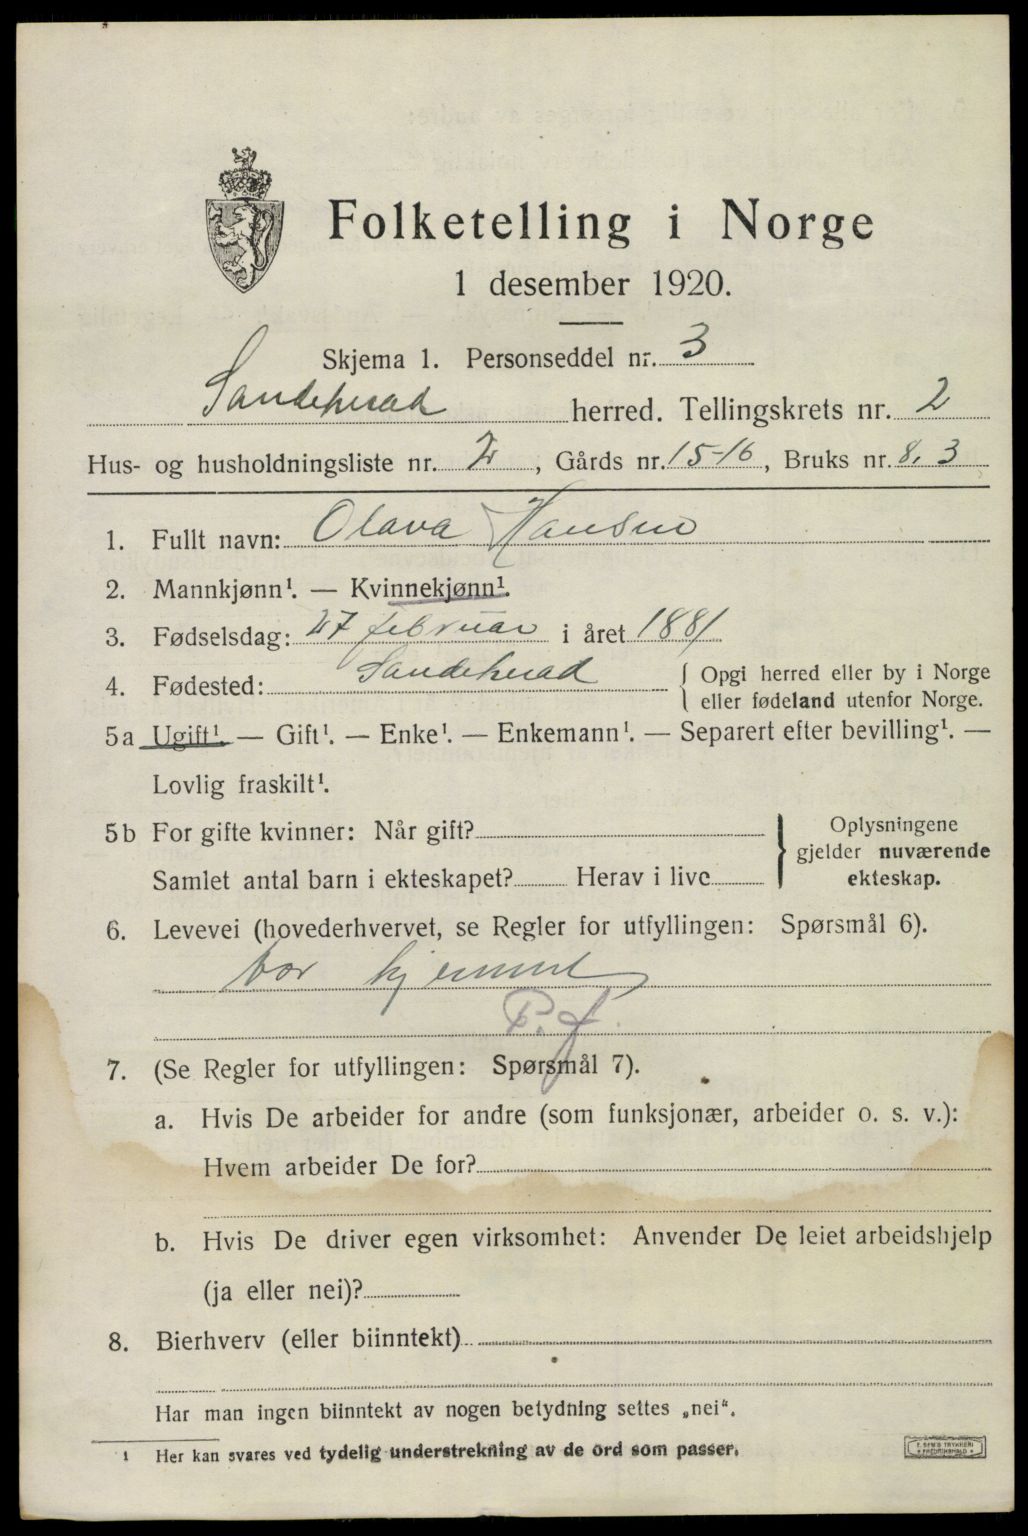 Folketelling i Norge
1 desember 1920.
Skjema 1. Personseddel nr. 3
Sandeherad herred. Tellingskrets nr. 2
Hus- og husholdningsliste nr. 2, Gårds nr. 15-16, Bruks nr. 8, 3
1. Fullt navn: Olava Hansen
2. Mannkjønn¹. — Kvinnekjønn¹.
3. Fødselsdag: 27 februar i året 1881
4. Fødested: Sandeherad { Opgi herred eller by i Norge
eller fødeland utenfor Norge.
5a Ugift¹. — Gift¹. — Enke¹. — Enkemann¹. — Separert efter bevilling¹. —
Lovlig fraskilt¹.
5b For gifte kvinner: Når gift?
Samlet antal barn i ekteskapet? Herav i live
} Oplysningene
gjelder nuværende
ekteskap.
6. Levevei (hovederhvervet, se Regler for utfyllingen: Spørsmål 6).
bor hjemme
P. f.
7. (Se Regler for utfyllingen: Spørsmål 7).
a. Hvis De arbeider for andre (som funksjonær, arbeider o. s. v.):
Hvem arbeider De for?
b. Hvis De driver egen virksomhet: Anvender De leiet arbeidshjelp
(ja eller nei)?
8. Bierhverv (eller biinntekt)
Har man ingen biinntekt av nogen betydning settes „nei".
¹ Her kan svares ved tydelig understrekning av de ord som passer.
E. SEM'S TRYKKERI
FREDRIKSHALD